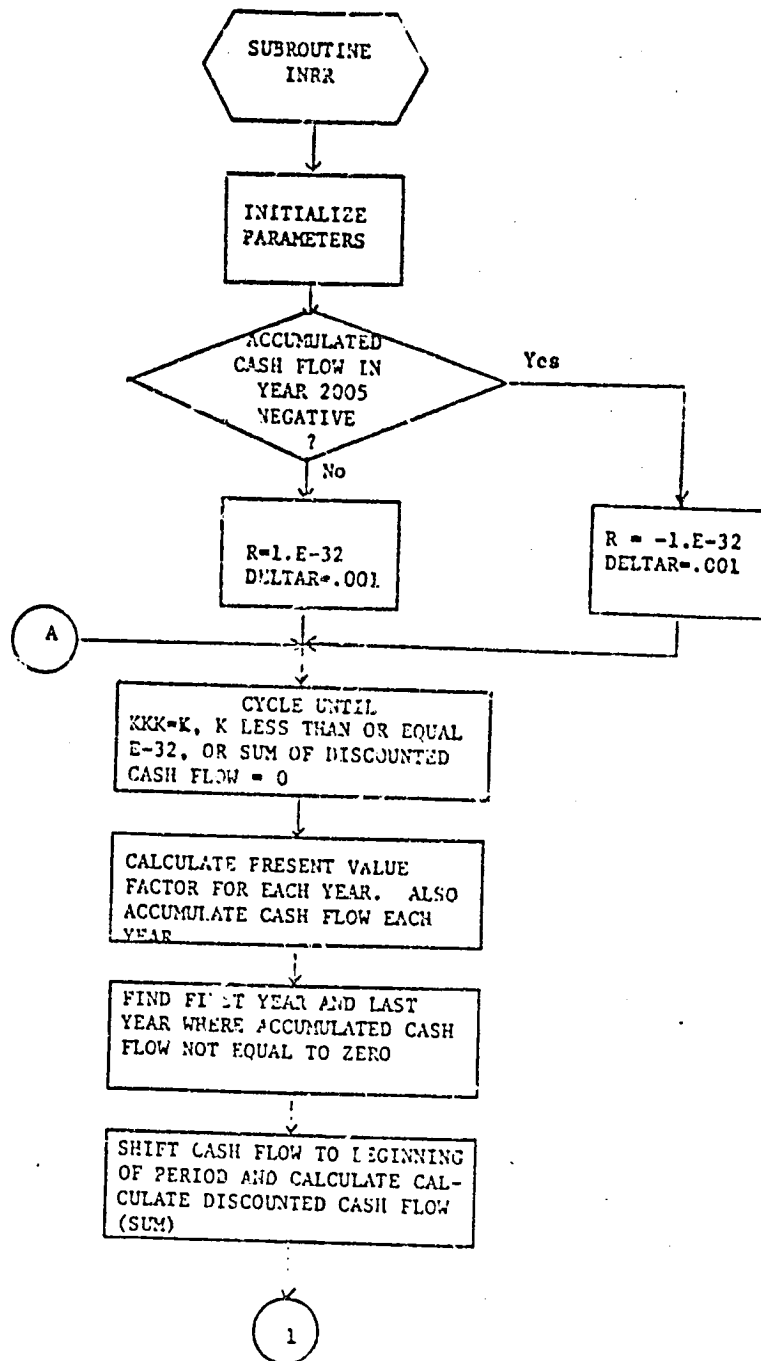 SUBROUTINE
INRR
INITIALIZE
PARAMETERS
ACCUMULATED
CASH FLOW IN
YEAR 2005
NEGATIVE
?
Yes
No
R=1.E-32
DELTAR=.001
R = -1.E-32
DELTAR=.001
A
CYCLE UNTIL
KKK=K, K LESS THAN OR EQUAL
E-32, OR SUM OF DISCOUNTED
CASH FLOW = 0
CALCULATE PRESENT VALUE
FACTOR FOR EACH YEAR. ALSO
ACCUMULATE CASH FLOW EACH
YEAR
FIND FIRST YEAR AND LAST
YEAR WHERE ACCUMULATED CASH
FLOW NOT EQUAL TO ZERO
SHIFT CASH FLOW TO BEGINNING
OF PERIOD AND CALCULATE CAL-
CULATE DISCOUNTED CASH FLOW
(SUM)
1